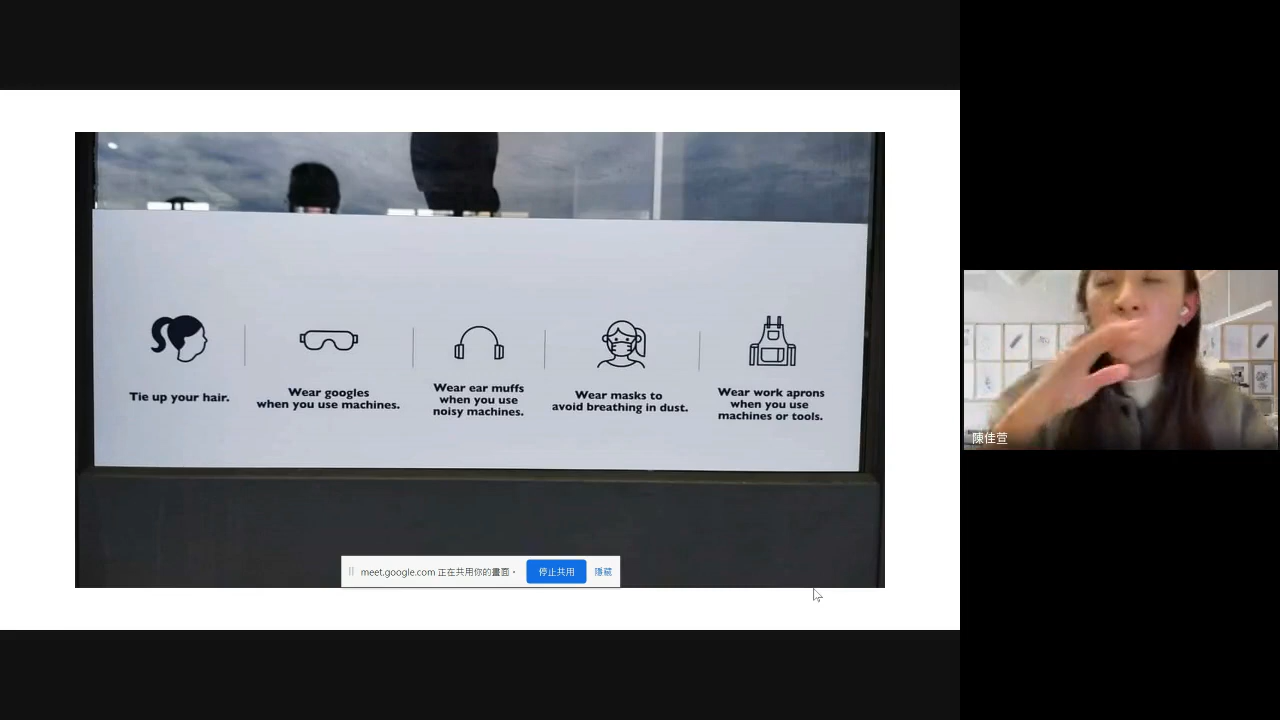 Tie up your hair.
Wear googles
when you use machines.
Wear ear muffs
when you use
noisy machines.
Wear masks to
avoid breathing in dust.
Wear work aprons
when you use
machines or tools.
meet.google.com 正在共用你的畫面。
停止共用
隱藏
陳佳萱